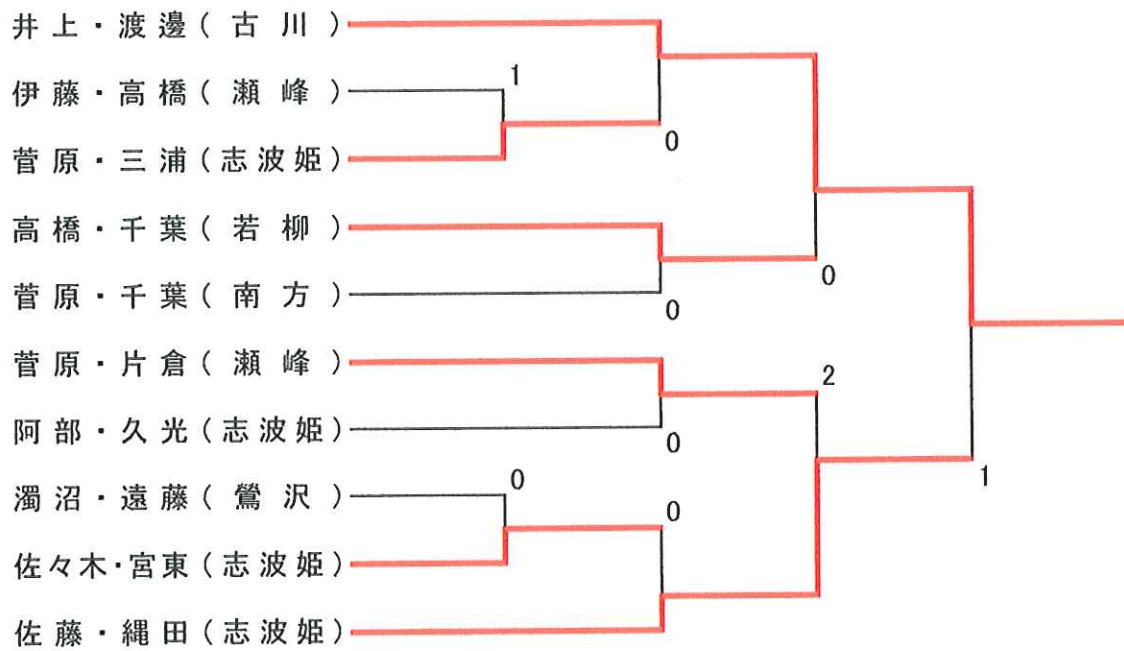 井上・渡邊(古川)
1
伊藤・高橋(瀬峰)
0
菅原・三浦(志波姫)
高橋・千葉(若柳)
0
菅原・千葉(南方)
0
菅原・片倉(瀬峰)
2
阿部・久光(志波姫)
0
1
濁沼・遠藤(鶯沢)
0
0
佐々木・宮東(志波姫)
佐藤・縄田(志波姫)